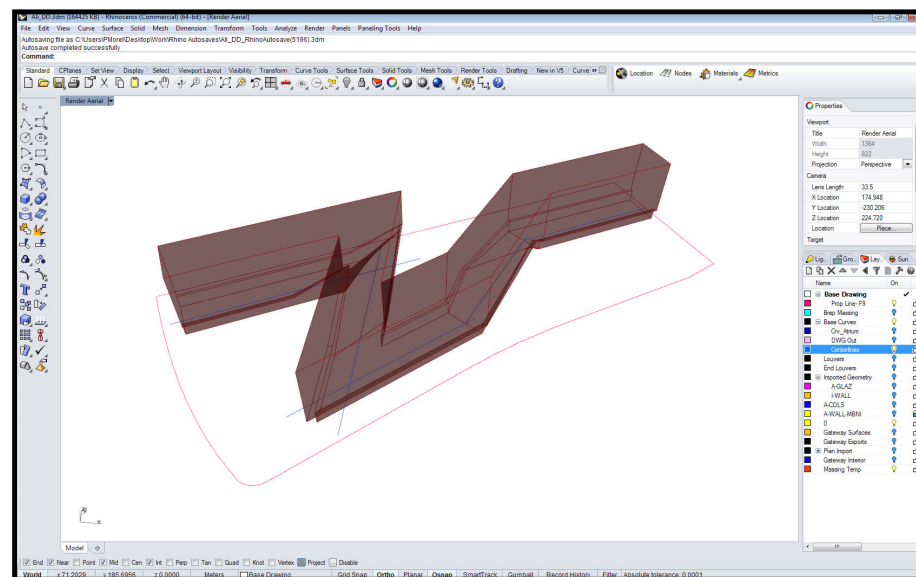 Ali_DD.3dm (164425 KB) - Rhinoceros (Commercial) (64-bit) - [Render Aerial]
File Edit View Curve Surface Solid Mesh Dimension Transform Tools Analyze Render Panels Paneling Tools Help
Autosaving file as C:\Users\PMorel\Desktop\Work\Rhino Autosaves\Ali_DD_RhinoAutosave(5196).3dm
Autosave completed successfully
Command:
Standard CPlanes Set View Display Select Viewport Layout Visibility Transform Curve Tools Surface Tools Solid Tools Mesh Tools Render Tools Drafting New in V5 Curve
Location Nodes Materials Metrics
Render Aerial
Properties
Viewport
Title Render Aerial
Width 1364
Height 822
Projection Perspective
Camera
Lens Length 33.5
X Location 174.948
Y Location -230.206
Z Location 224.720
Location Place...
Target
Lig.. Gro.. Lay.. Sun
Name On
Base Drawing
Prop Line- F9
Brep Massing
Base Curves
Crv_Atrium
DWG Out
Centerlines
Louvers
End Louvers
Imported Geometry
A-GLAZ
I-WALL
A-COLS
A-WALL-MBNI
0
Gateway Surfaces
Gateway Exports
Plan Import
Gateway Interior
Massing Temp
x
Model
End Near Point Mid Cen Int Perp Tan Quad Knot Vertex Project Disable
World x 71.2029 y 185.6956 z 0.0000 Meters Base Drawing Grid Snap Ortho Planar Osnap SmartTrack Gumball Record History Filter Absolute tolerance: 0.0001